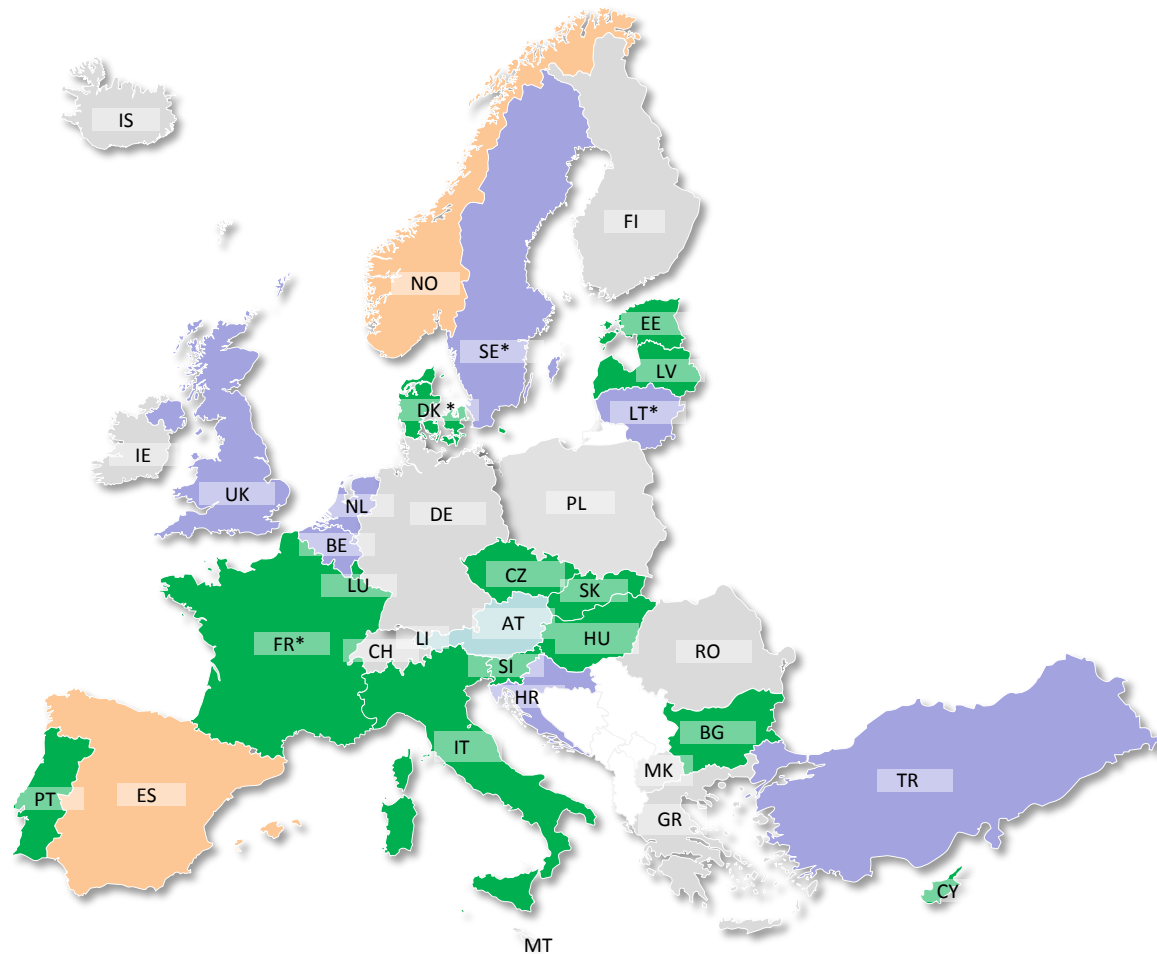 IS
FI
NO
EE
SE*
LV
DK *
LT*
IE
UK
NL
DE
PL
BE
CZ
LU
SK
AT
FR*
LI
HU
CH
RO
SI
HR
BG
IT
MK
TR
PT
ES
GR
CY
MT